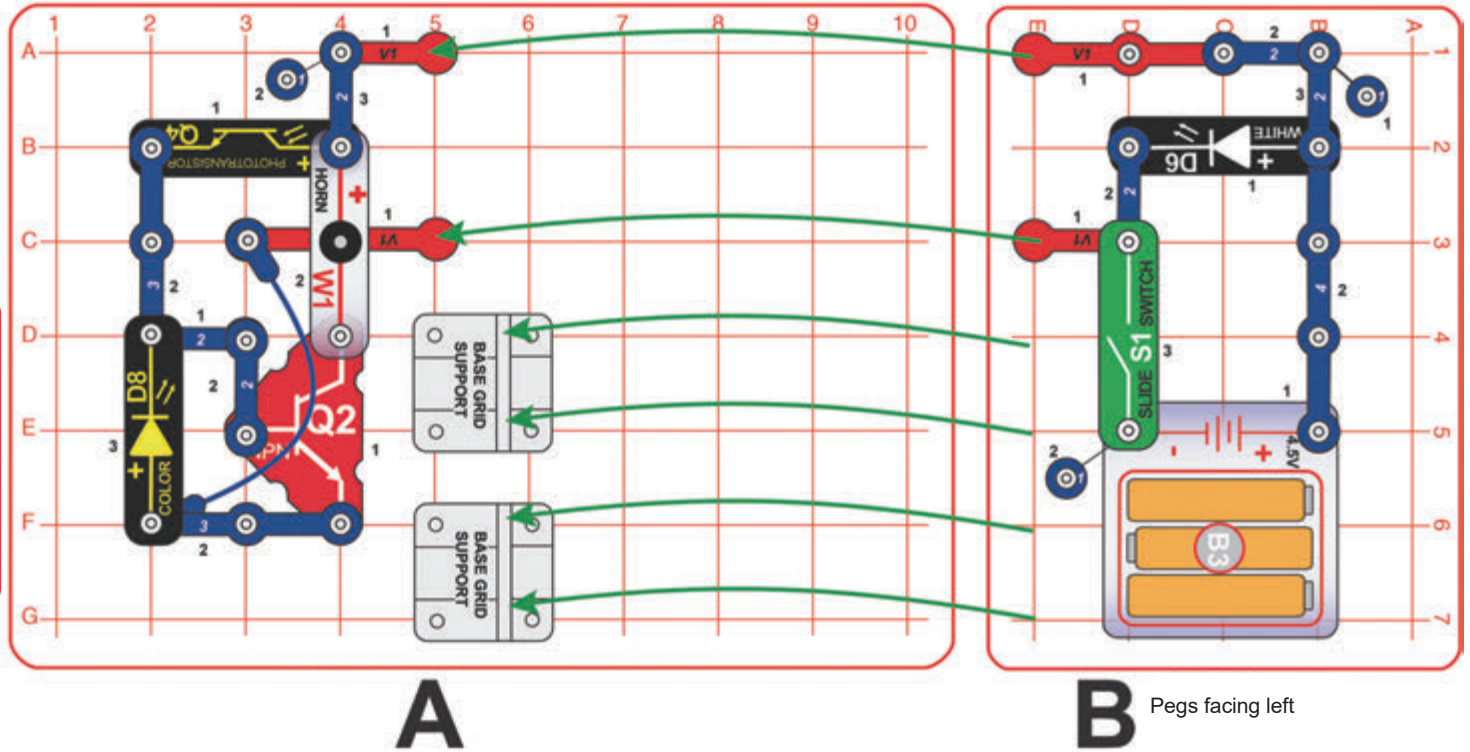 1 2 3 4 5 6 7 8 9 10
E D C B A
A 1 V1 V1 2 2 1
2 1 2 3 1 3 2 1 1
1 Q4 PHOTOTRANSISTOR +
B D6 WHITE + 2
HORN + 2 2 1
C 1 V1 1 V1 3
W1 2
3 2 4 2
D 1 2 SLIDE S1 SWITCH 3 4
BASE GRID
SUPPORT
D8 + COLOR 3
2 2
Q2 NPN 1
E 1 - + 4.5V 5
2 1
F 3 2 6
BASE GRID
SUPPORT
B3
G 7
A
B Pegs facing left